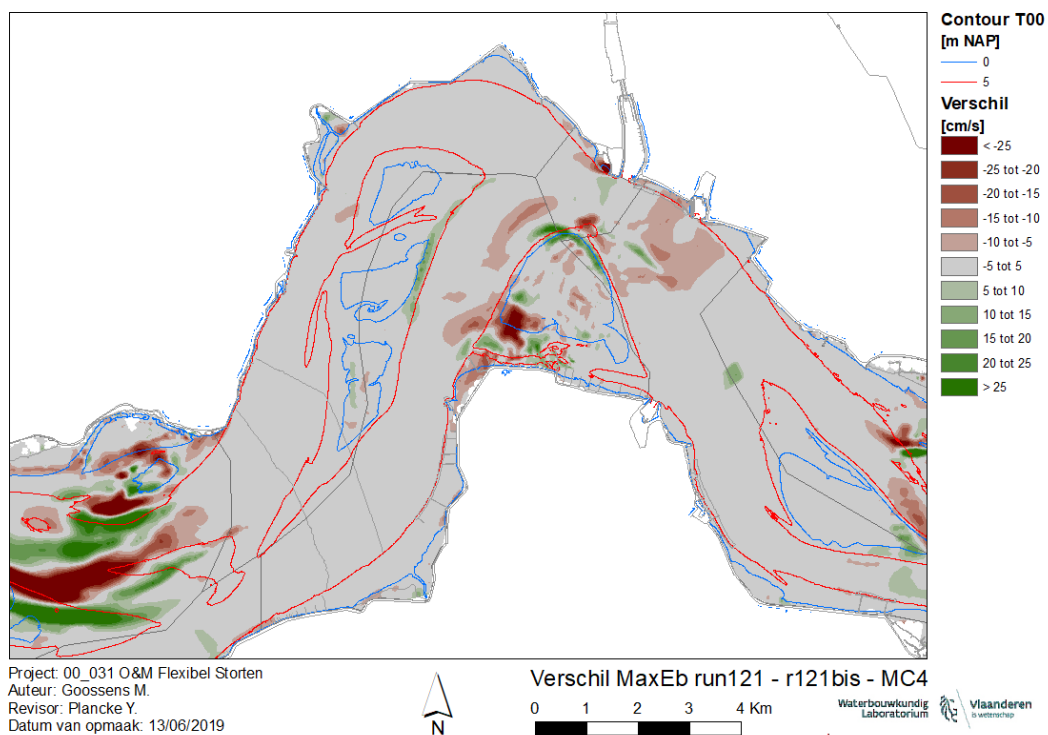 Contour T00
[m NAP]
0
5
Verschil
[cm/s]
< -25
-25 tot -20
-20 tot -15
-15 tot -10
-10 tot -5
-5 tot 5
5 tot 10
10 tot 15
15 tot 20
20 tot 25
> 25
Project: 00_031 O&M Flexibel Storten
Auteur: Goossens M.
Revisor: Plancke Y.
Datum van opmaak: 13/06/2019
N
Verschil MaxEb run121 - r121bis - MC4
0 1 2 3 4 Km
Waterbouwkundig
Laboratorium
Vlaanderen
is wetenschap